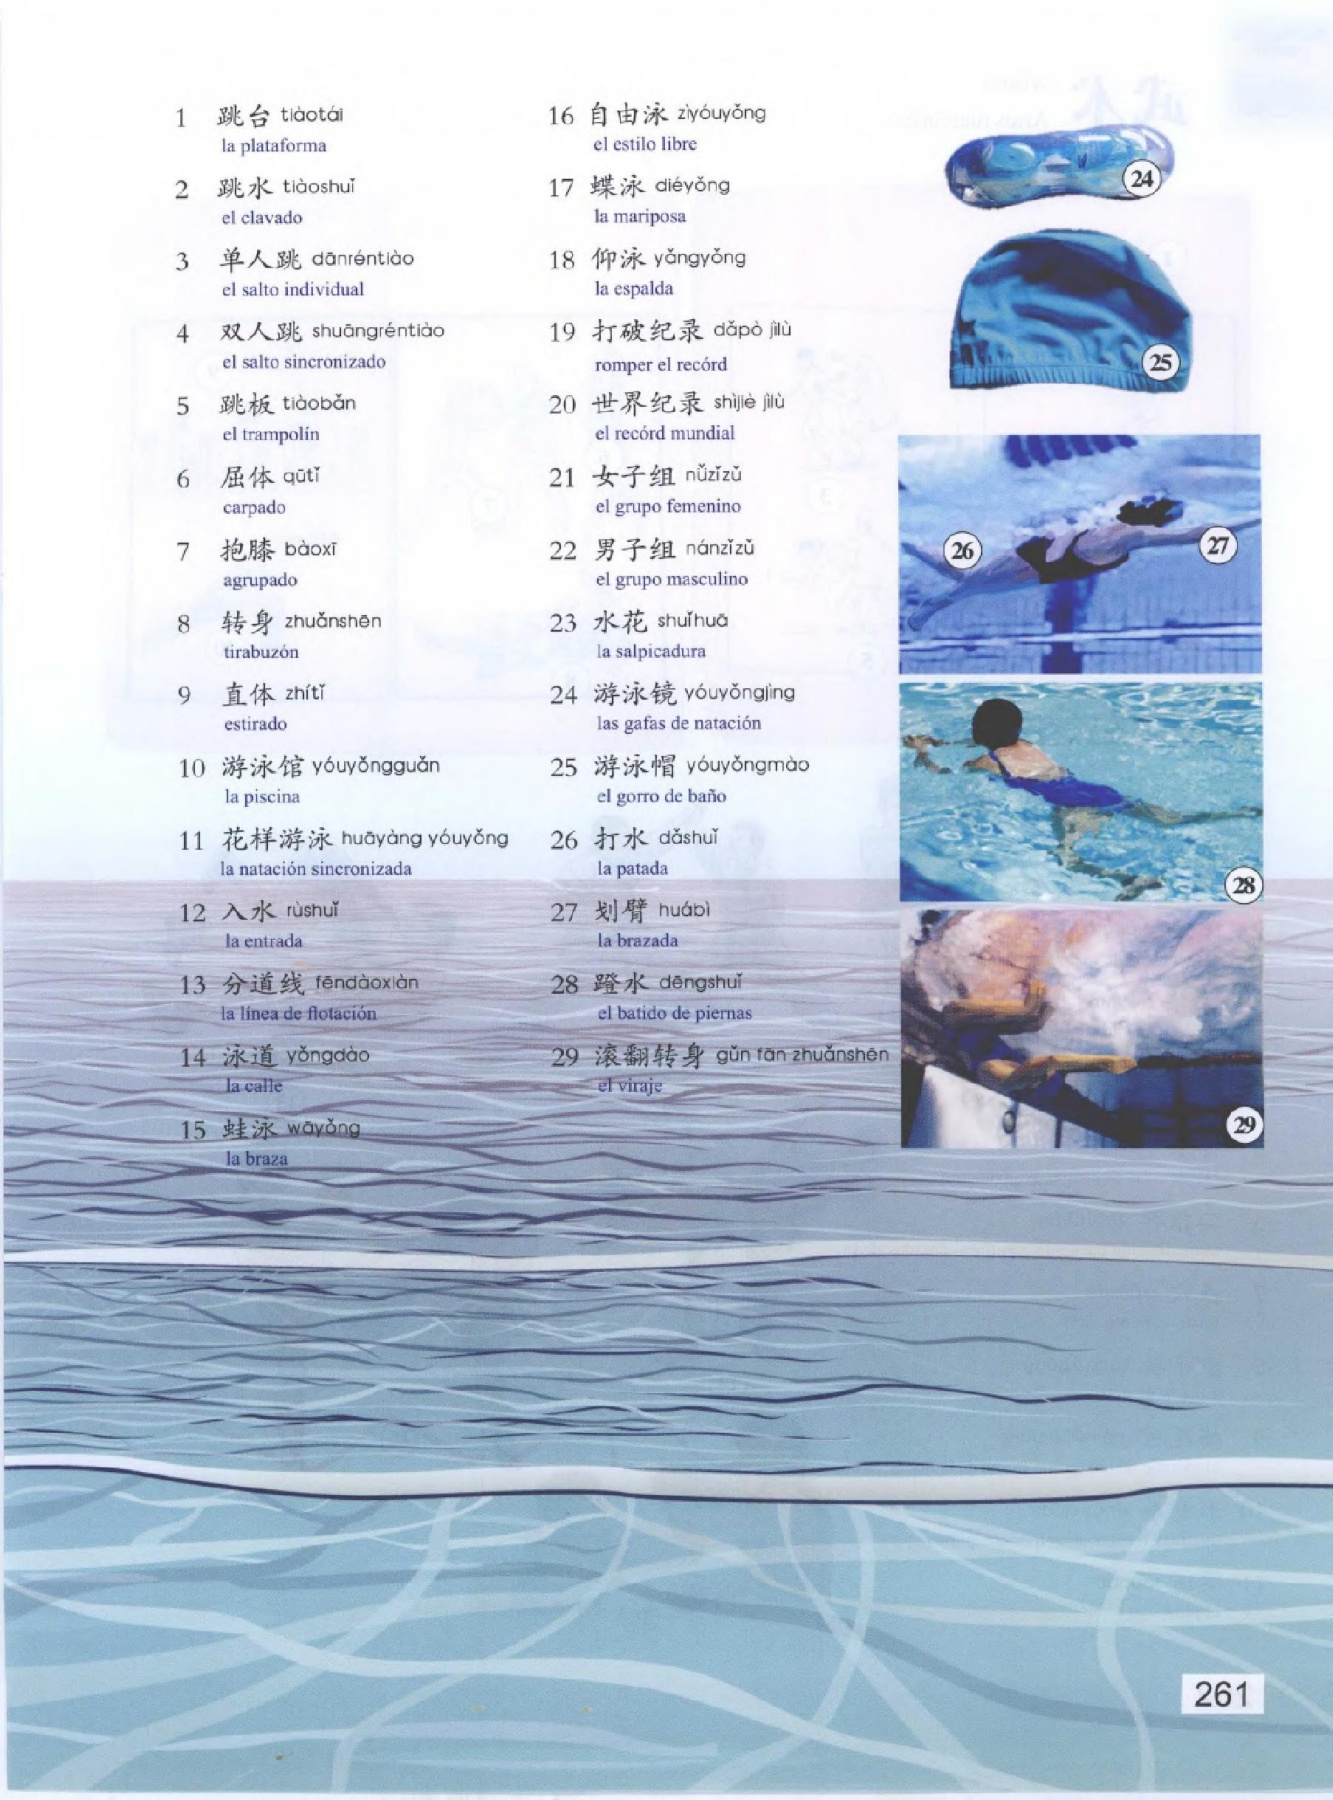 1 跳台 tiàotái
la plataforma
2 跳水 tiàoshuǐ
el clavado
3 单人跳 dānréntiào
el salto individual
4 双人跳 shuāngréntiào
el salto sincronizado
5 跳板 tiàobǎn
el trampolín
6 屈体 qūtǐ
carpado
7 抱膝 bàoxī
agrupado
8 转身 zhuǎnshēn
tirabuzón
9 直体 zhítǐ
estirado
10 游泳馆 yóuyǒngguǎn
la piscina
11 花样游泳 huāyàng yóuyǒng
la natación sincronizada
12 入水 rùshuǐ
la entrada
13 分道线 fēndàoxiàn
la línea de flotación
14 泳道 yǒngdào
la calle
15 蛙泳 wāyǒng
la braza
16 自由泳 zìyóuyǒng
el estilo libre
17 蝶泳 diéyǒng
la mariposa
18 仰泳 yǎngyǒng
la espalda
19 打破纪录 dǎpò jìlù
romper el recórd
20 世界纪录 shìjiè jìlù
el recórd mundial
21 女子组 nǚzǐzǔ
el grupo femenino
22 男子组 nánzǐzǔ
el grupo masculino
23 水花 shuǐhuā
la salpicadura
24 游泳镜 yóuyǒngjìng
las gafas de natación
25 游泳帽 yóuyǒngmào
el gorro de baño
26 打水 dǎshuǐ
la patada
27 划臂 huábì
la brazada
28 蹬水 dēngshuǐ
el batido de piernas
29 滚翻转身 gǔn fān zhuǎnshēn
el viraje
24
25
26
27
28
29
261